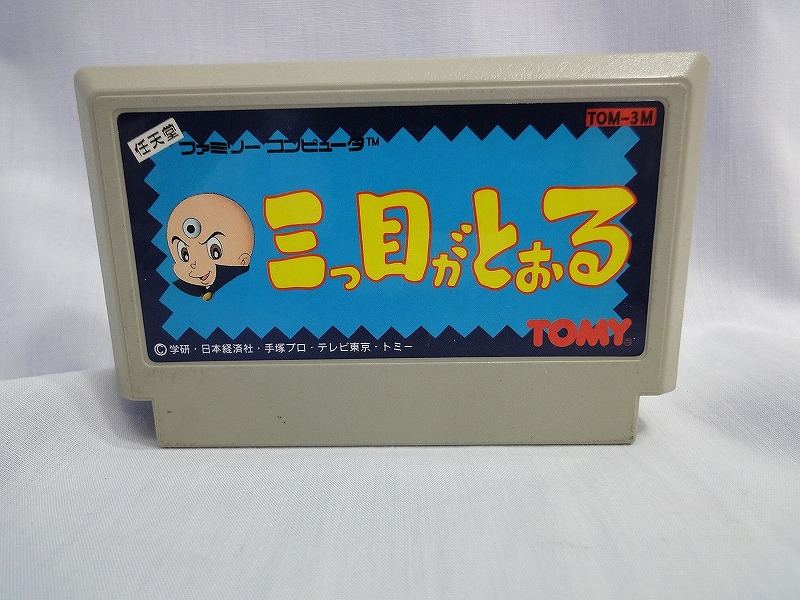 TOM-3M
任天堂
ファミリーコンピュータ™
三つ目がとおる
TOMY®
©学研・日本経済社・手塚プロ・テレビ東京・トミー